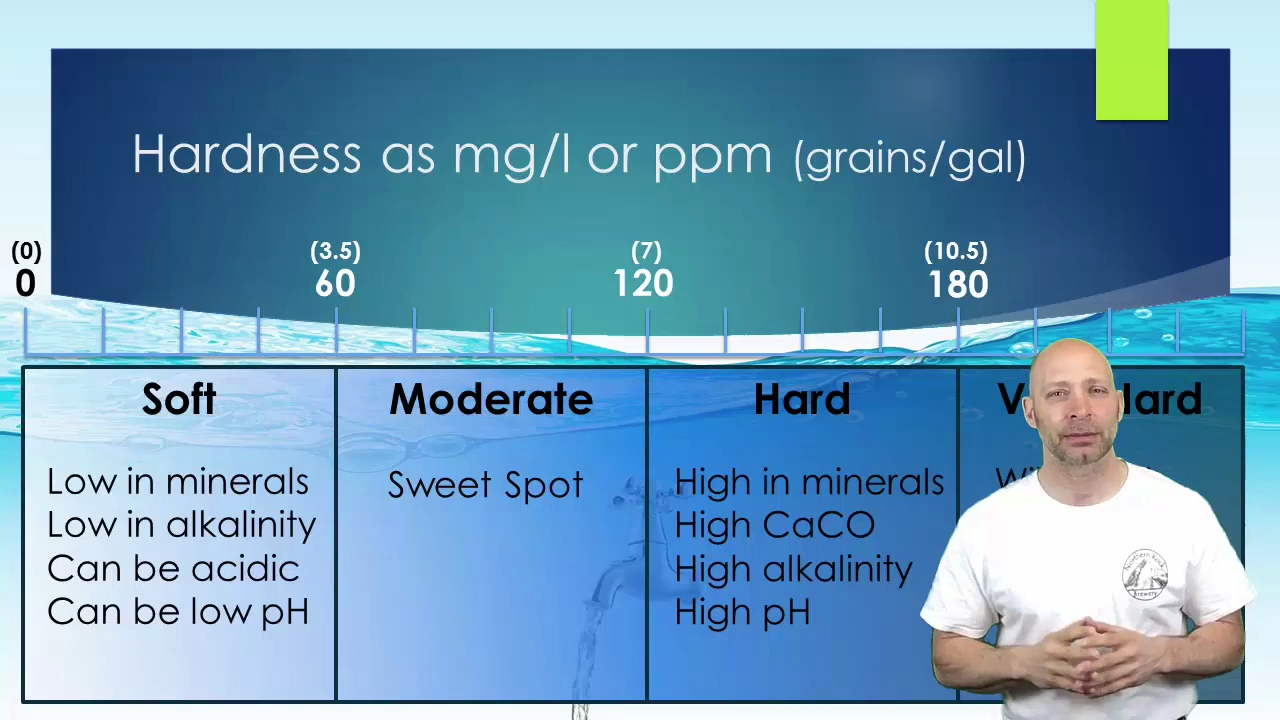 Hardness as mg/l or ppm (grains/gal)
(0) (3.5) (7) (10.5)
0 60 120 180
Soft
Low in minerals
Low in alkalinity
Can be acidic
Can be low pH
Moderate
Sweet Spot
Hard
High in minerals
High CaCO
High alkalinity
High pH
Northern
Brewery